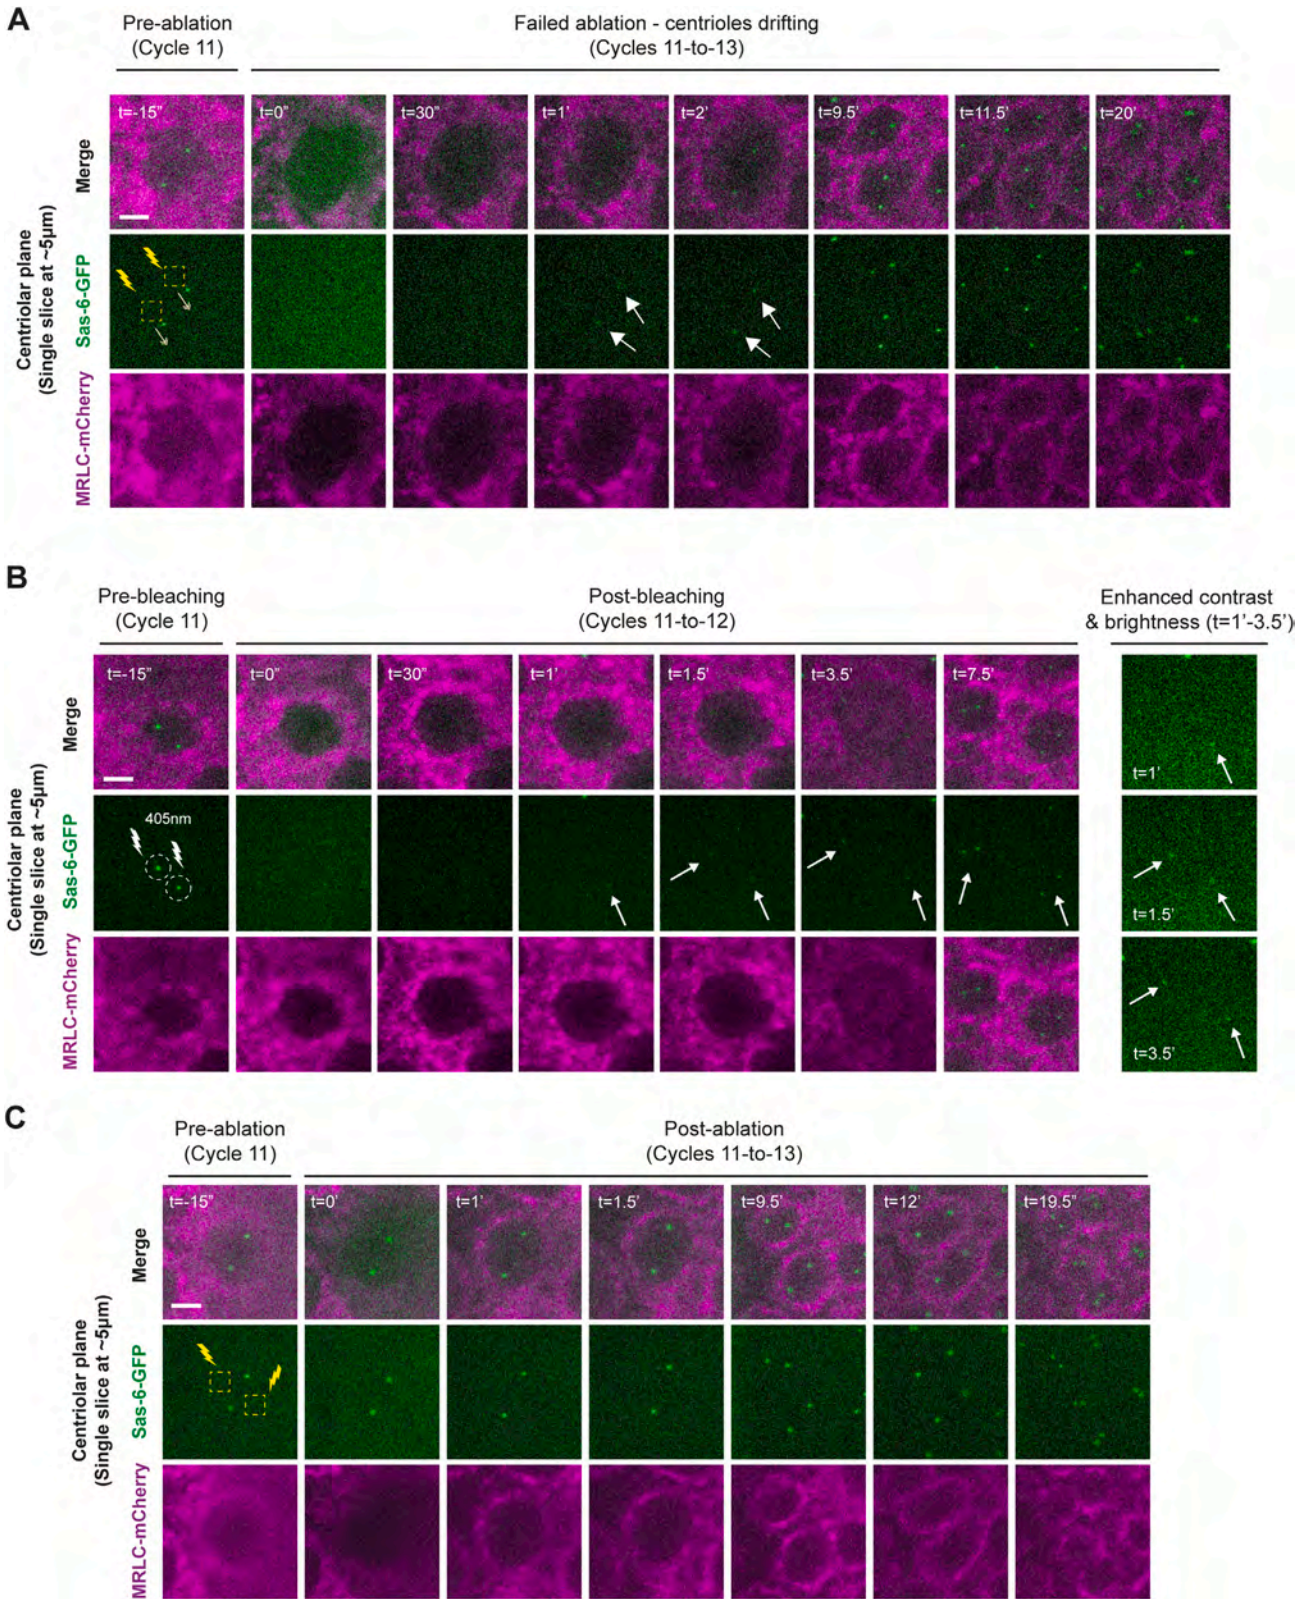 A
Pre-ablation
(Cycle 11)
Failed ablation - centrioles drifting
(Cycles 11-to-13)
Centriolar plane
(Single slice at ~5µm)
Merge
t=-15"
t=0"
30"
t=1'
t=2'
t=9.5'
t=11.5'
t=20'
Sas-6-GFP
MRLC-mCherry
B
Pre-bleaching
(Cycle 11)
Post-bleaching
(Cycles 11-to-12)
Enhanced contrast
& brightness (t=1'-3.5')
Centriolar plane
(Single slice at ~5µm)
Merge
t=-15"
t=0"
t=30"
t=1'
t=1.5'
t=3.5'
t=7.5'
t=1'
Sas-6-GFP
405nm
t=1.5'
MRLC-mCherry
t=3.5'
C
Pre-ablation
(Cycle 11)
Post-ablation
(Cycles 11-to-13)
Centriolar plane
(Single slice at ~5µm)
Merge
t=-15"
t=0'
t=1'
t=1.5'
t=9.5'
t=12'
t=19.5"
Sas-6-GFP
MRLC-mCherry